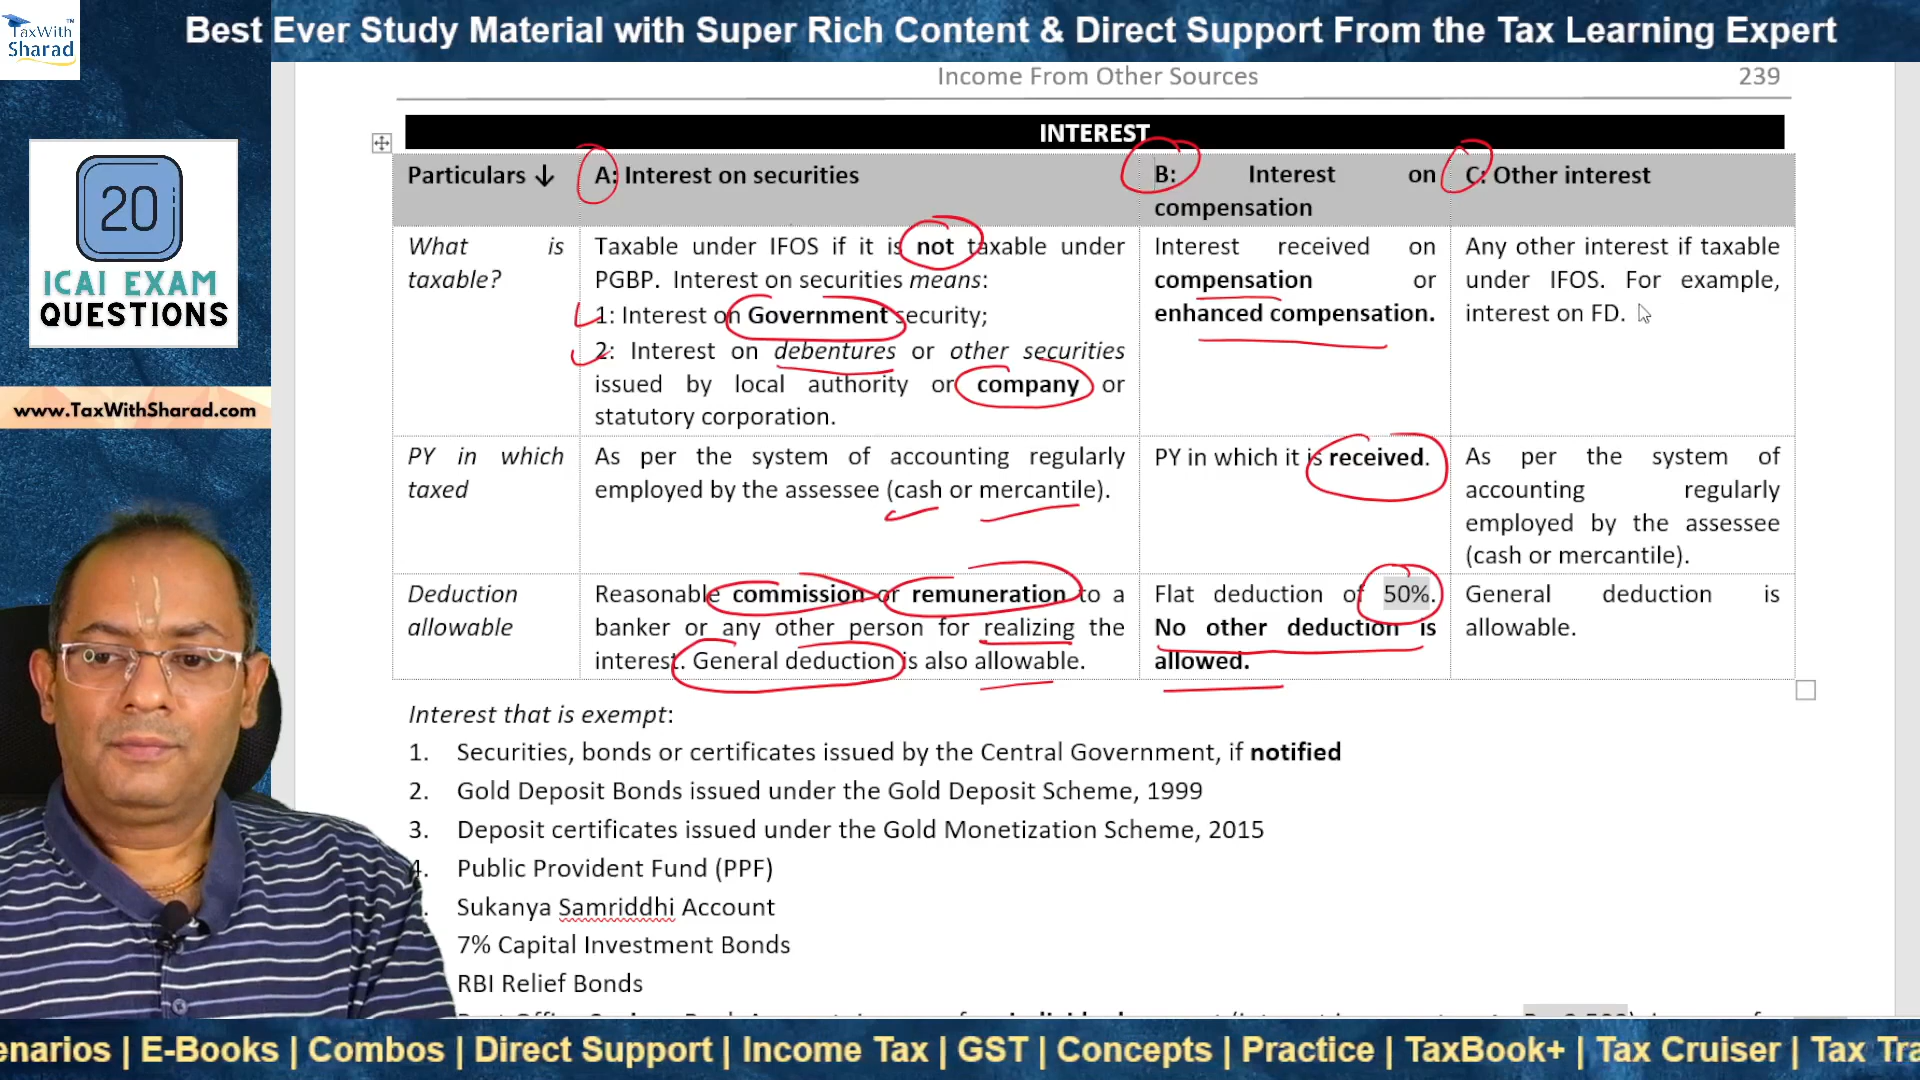 TaxWith
Sharad
Best Ever Study Material with Super Rich Content & Direct Support From the Tax Learning Expert
20
ICAI EXAM
QUESTIONS
www.TaxWithSharad.com
Income From Other Sources 239
INTEREST
Particulars ↓
A: Interest on securities
B: Interest on
compensation
C: Other interest
What is
taxable?
Taxable under IFOS if it is not taxable under
PGBP. Interest on securities means:
1: Interest on Government security;
2: Interest on debentures or other securities
issued by local authority or company or
statutory corporation.
Interest received on
compensation or
enhanced compensation.
Any other interest if taxable
under IFOS. For example,
interest on FD.
PY in which
taxed
As per the system of accounting regularly
employed by the assessee (cash or mercantile).
PY in which it is received.
As per the system of
accounting regularly
employed by the assessee
(cash or mercantile).
Deduction
allowable
Reasonable commission or remuneration to a
banker or any other person for realizing the
interest. General deduction is also allowable.
Flat deduction of 50%.
No other deduction is
allowed.
General deduction is
allowable.
Interest that is exempt:
1. Securities, bonds or certificates issued by the Central Government, if notified
2. Gold Deposit Bonds issued under the Gold Deposit Scheme, 1999
3. Deposit certificates issued under the Gold Monetization Scheme, 2015
4. Public Provident Fund (PPF)
Sukanya Samriddhi Account
7% Capital Investment Bonds
RBI Relief Bonds
enarios | E-Books | Combos | Direct Support | Income Tax | GST | Concepts | Practice | TaxBook+ | Tax Cruiser | Tax Tra